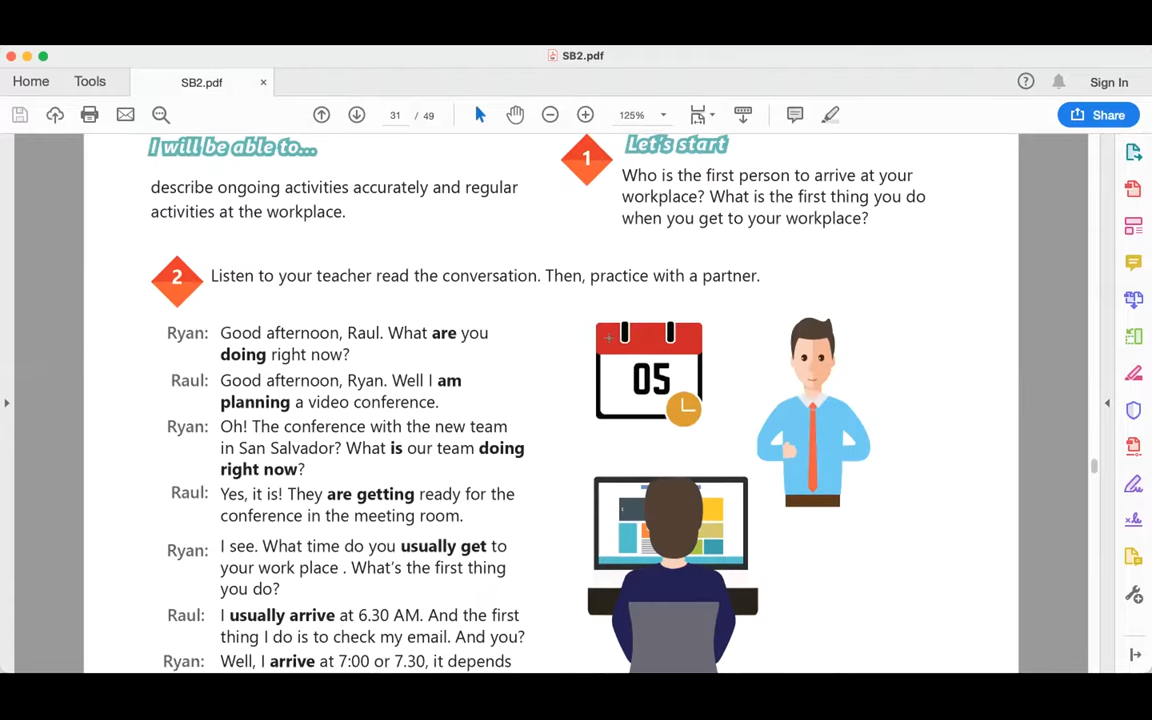 SB2.pdf
Home
Tools
SB2.pdf
Sign In
31 / 49
125%
Share
I will be able to...
describe ongoing activities accurately and regular
activities at the workplace.
1
Let's start
Who is the first person to arrive at your
workplace? What is the first thing you do
when you get to your workplace?
2
Listen to your teacher read the conversation. Then, practice with a partner.
Ryan: Good afternoon, Raul. What are you
doing right now?
Raul: Good afternoon, Ryan. Well I am
planning a video conference.
Ryan: Oh! The conference with the new team
in San Salvador? What is our team doing
right now?
Raul: Yes, it is! They are getting ready for the
conference in the meeting room.
Ryan: I see. What time do you usually get to
your work place . What's the first thing
you do?
Raul: I usually arrive at 6.30 AM. And the first
thing I do is to check my email. And you?
Ryan: Well, I arrive at 7:00 or 7.30, it depends
05